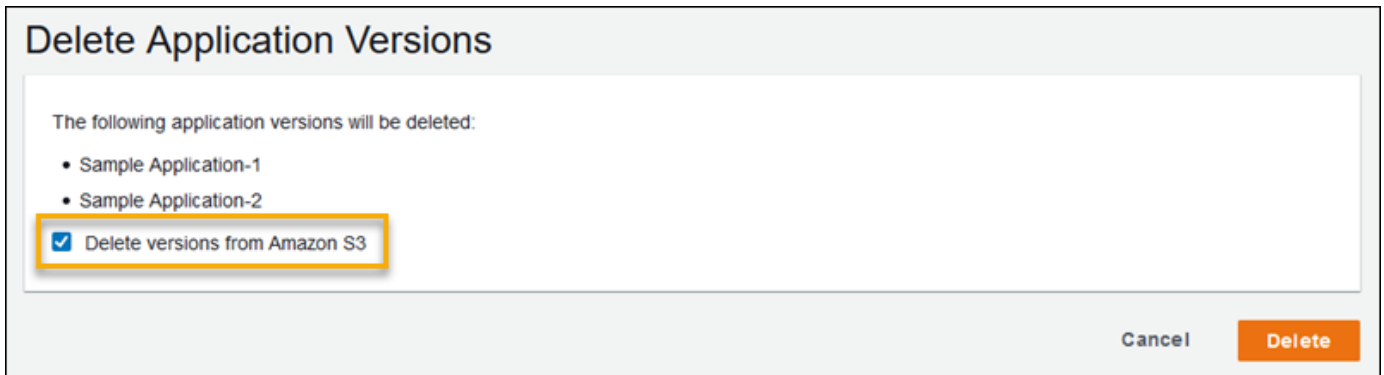 Delete Application Versions
The following application versions will be deleted:
• Sample Application-1
• Sample Application-2
Delete versions from Amazon S3
Cancel
Delete